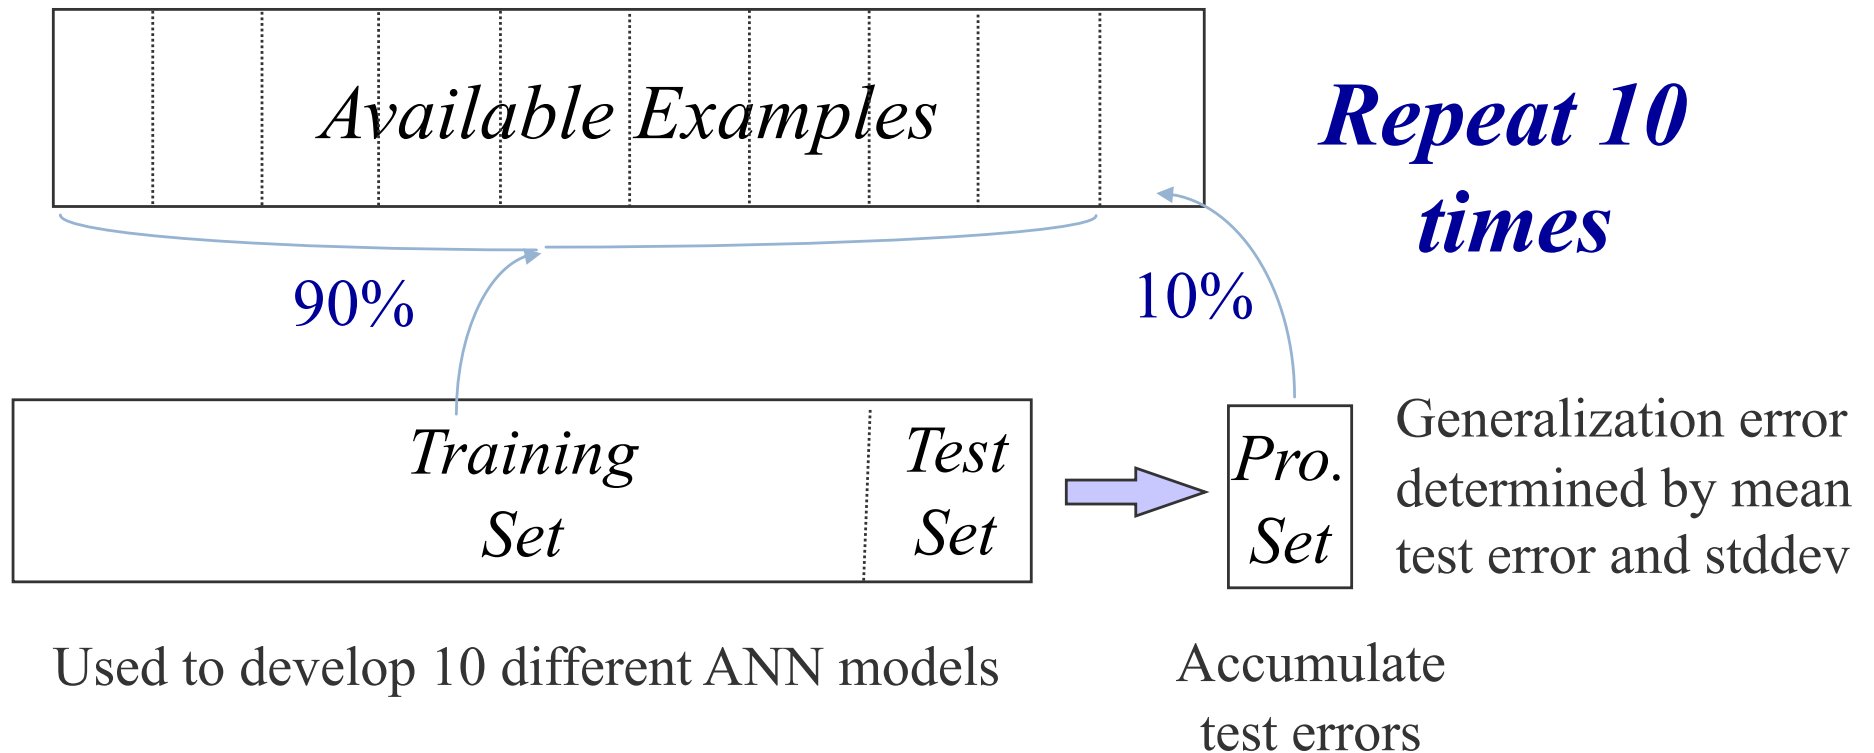 Available Examples
Repeat 10
times
90%
10%
Training
Set
Test
Set
Pro.
Set
Generalization error
determined by mean
test error and stddev
Used to develop 10 different ANN models
Accumulate
test errors